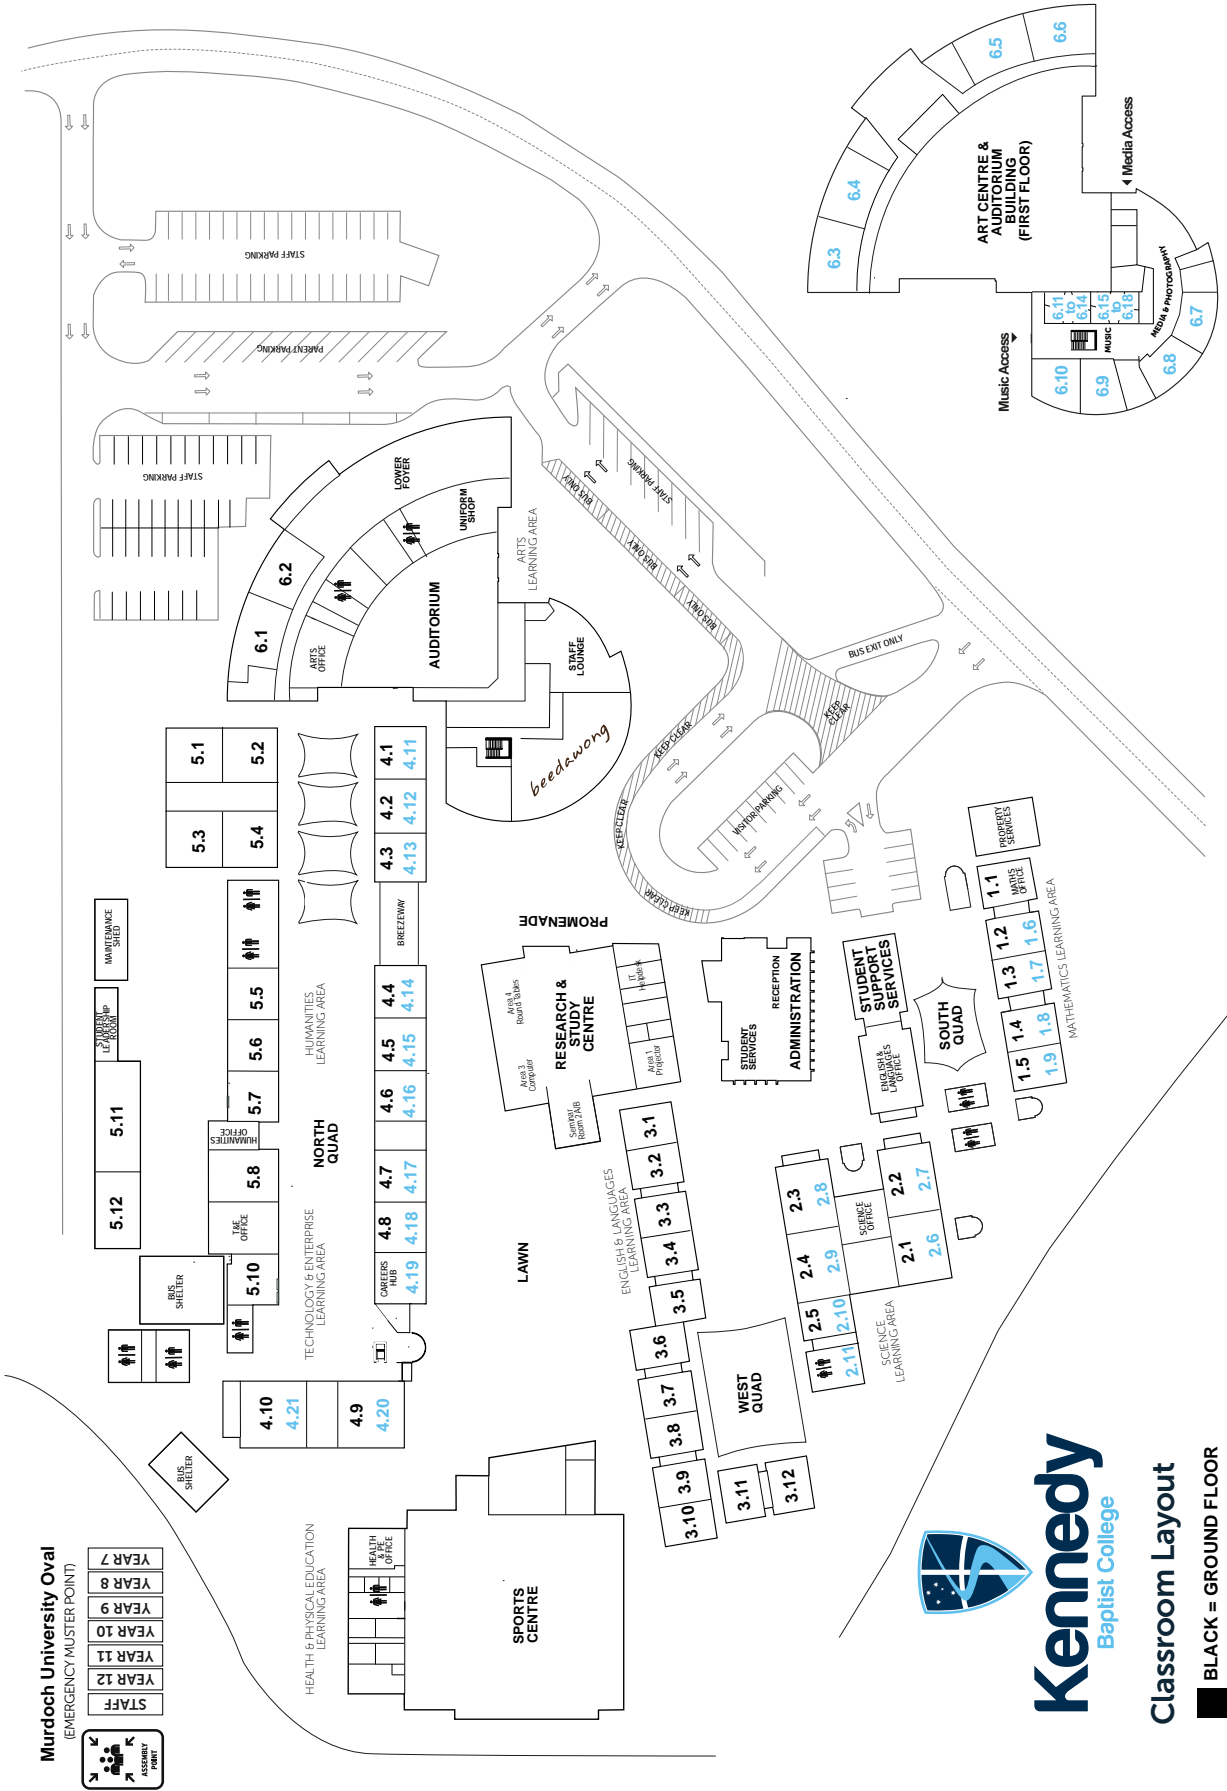 Murdoch University Oval
(EMERGENCY MUSTER POINT)
STAFF
YEAR 12
YEAR 11
YEAR 10
YEAR 9
YEAR 8
YEAR 7
ASSEMBLY
POINT
BUS
SHELTER
BUS
SHELTER
5.12
5.11
STUDENT
LEADERSHIP
ROOM
MAINTENANCE
SHED
STAFF PARKING
PARENT PARKING
STAFF PARKING
5.10
T&E
OFFICE
5.8
HUMANITIES
OFFICE
5.7
5.6
5.5
5.3
5.4
5.1
5.2
6.1
6.2
ARTS
OFFICE
LOWER
FOYER
UNIFORM
SHOP
AUDITORIUM
ARTS
LEARNING AREA
STAFF
LOUNGE
beedawong
4.10
4.21
4.9
4.20
TECHNOLOGY & ENTERPRISE
LEARNING AREA
NORTH
QUAD
HUMANITIES
LEARNING AREA
CAREERS
HUB
4.19
4.8
4.18
4.7
4.17
4.6
4.16
4.5
4.15
4.4
4.14
BREEZEWAY
4.3
4.13
4.2
4.12
4.1
4.11
HEALTH & PHYSICAL EDUCATION
LEARNING AREA
HEALTH
& PE
OFFICE
SPORTS
CENTRE
LAWN
PROMENADE
Area 3
Computer
Area 4
Round Tables
RESEARCH &
STUDY
CENTRE
Seminar
Room 2A/B
Area 1
Projector
IT
Helpdesk
ENGLISH & LANGUAGES
LEARNING AREA
3.10
3.9
3.8
3.7
3.6
3.5
3.4
3.3
3.2
3.1
3.11
3.12
WEST
QUAD
STUDENT
SERVICES
RECEPTION
ADMINISTRATION
STUDENT
SUPPORT
SERVICES
ENGLISH &
LANGUAGES
OFFICE
SOUTH
QUAD
2.11
2.5
2.10
2.4
2.9
2.3
2.8
SCIENCE
OFFICE
2.1
2.6
2.2
2.7
SCIENCE
LEARNING AREA
1.5
1.9
1.4
1.8
1.3
1.7
1.2
1.6
1.1
MATHS
OFFICE
PROPERTY
SERVICES
MATHEMATICS LEARNING AREA
KEEP CLEAR
KEEP CLEAR
KEEP CLEAR
KEEP
CLEAR
VISITOR PARKING
BUS ONLY
BUS ONLY
BUS ONLY
STAFF PARKING
BUS EXIT ONLY
6.3
6.4
6.5
6.6
ART CENTRE &
AUDITORIUM
BUILDING
(FIRST FLOOR)
Media Access
Music Access
6.11
to
6.14
6.15
to
6.18
MUSIC
MEDIA & PHOTOGRAPHY
6.10
6.9
6.8
6.7
Kennedy
Baptist College
Classroom Layout
BLACK = GROUND FLOOR